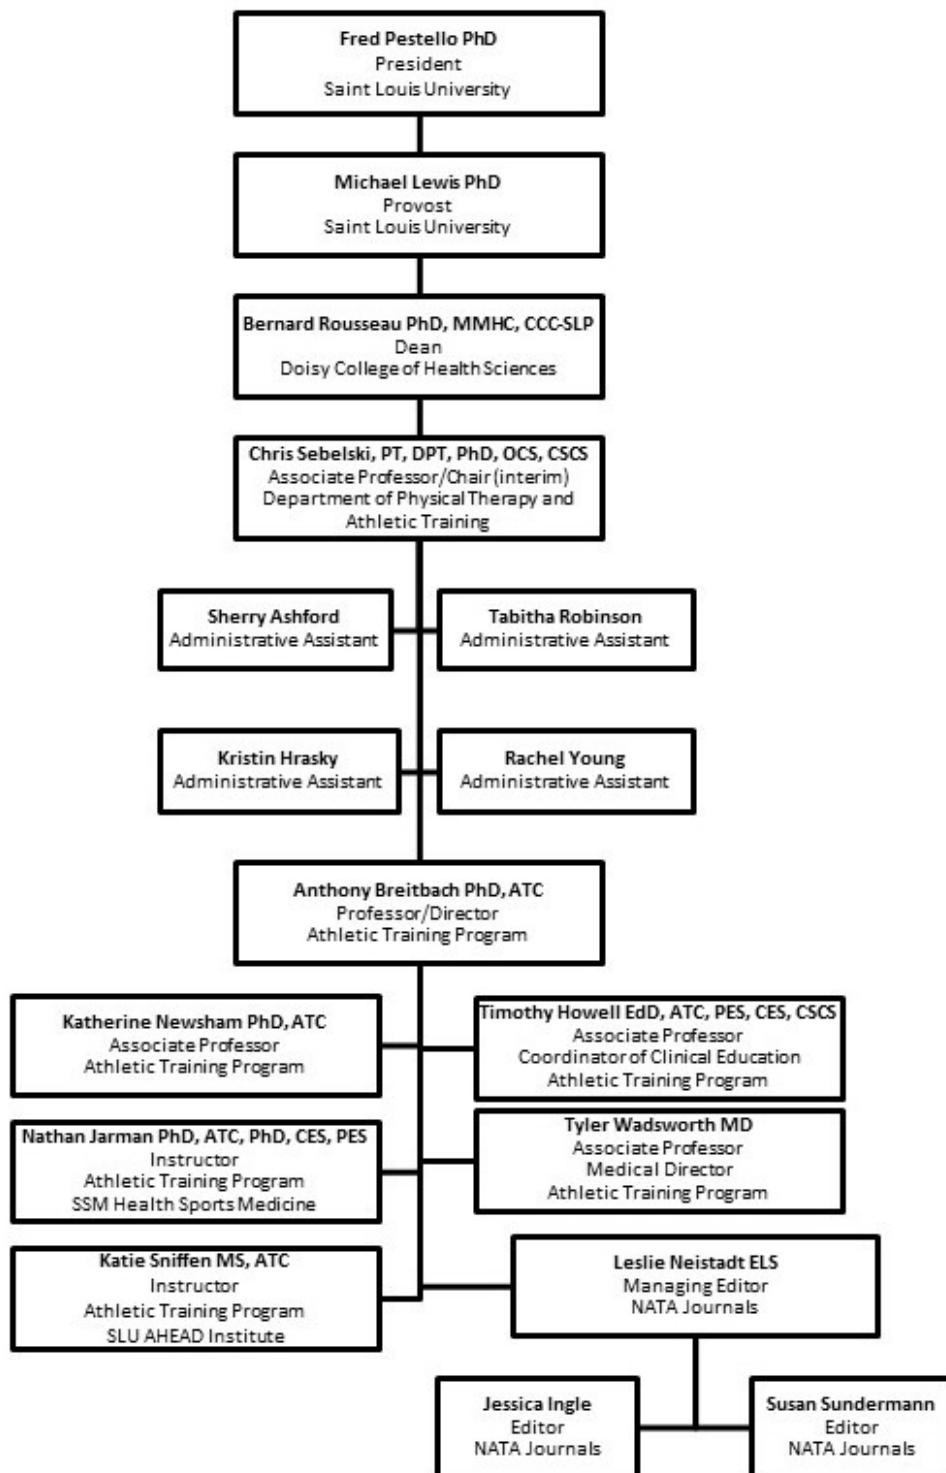 Fred Pestello PhD
President
Saint Louis University
Michael Lewis PhD
Provost
Saint Louis University
Bernard Rousseau PhD, MMHC, CCC-SLP
Dean
Doisy College of Health Sciences
Chris Sebelski, PT, DPT, PhD, OCS, CSCS
Associate Professor/Chair (interim)
Department of Physical Therapy and
Athletic Training
Sherry Ashford
Administrative Assistant
Tabitha Robinson
Administrative Assistant
Kristin Hrasky
Administrative Assistant
Rachel Young
Administrative Assistant
Anthony Breitbach PhD, ATC
Professor/Director
Athletic Training Program
Katherine Newsham PhD, ATC
Associate Professor
Athletic Training Program
Timothy Howell EdD, ATC, PES, CES, CSCS
Associate Professor
Coordinator of Clinical Education
Athletic Training Program
Nathan Jarman PhD, ATC, PhD, CES, PES
Instructor
Athletic Training Program
SSM Health Sports Medicine
Tyler Wadsworth MD
Associate Professor
Medical Director
Athletic Training Program
Katie Sniffen MS, ATC
Instructor
Athletic Training Program
SLU AHEAD Institute
Leslie Neistadt ELS
Managing Editor
NATA Journals
Jessica Ingle
Editor
NATA Journals
Susan Sundermann
Editor
NATA Journals